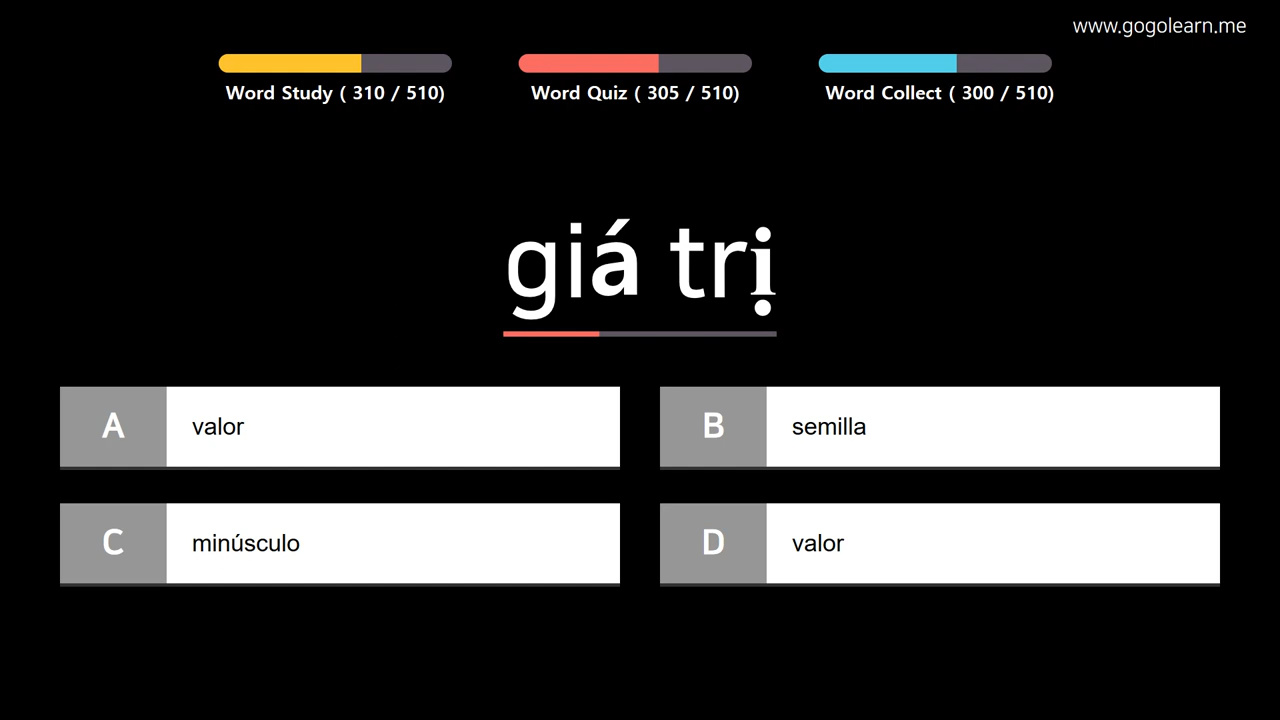 www.gogolearn.me
Word Study ( 310 / 510)
Word Quiz ( 305 / 510)
Word Collect ( 300 / 510)
giá trị
A valor
B semilla
C minúsculo
D valor